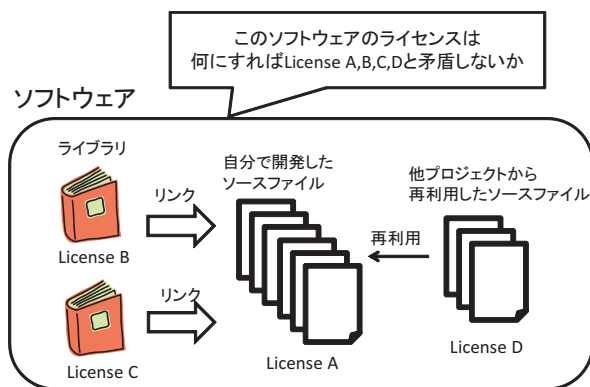 このソフトウェアのライセンスは
何にすればLicense A,B,C,Dと矛盾しないか
ソフトウェア
ライブラリ
リンク
License B
リンク
License C
自分で開発した
ソースファイル
License A
再利用
他プロジェクトから
再利用したソースファイル
License D